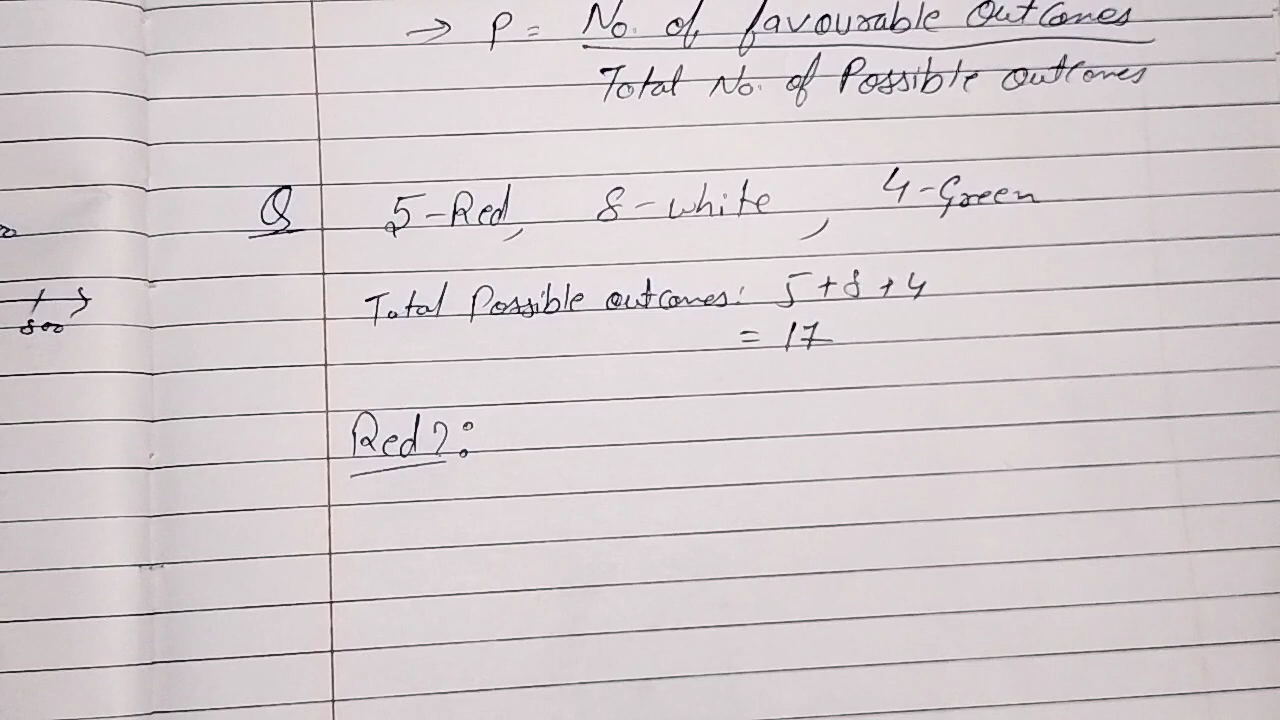 → P = No. of favourable Outcomes
Total No. of Possible outcomes
Q 5-Red, 8-white, 4-Green
Total Possible outcomes: 5+8+4
= 17
800
Red?: